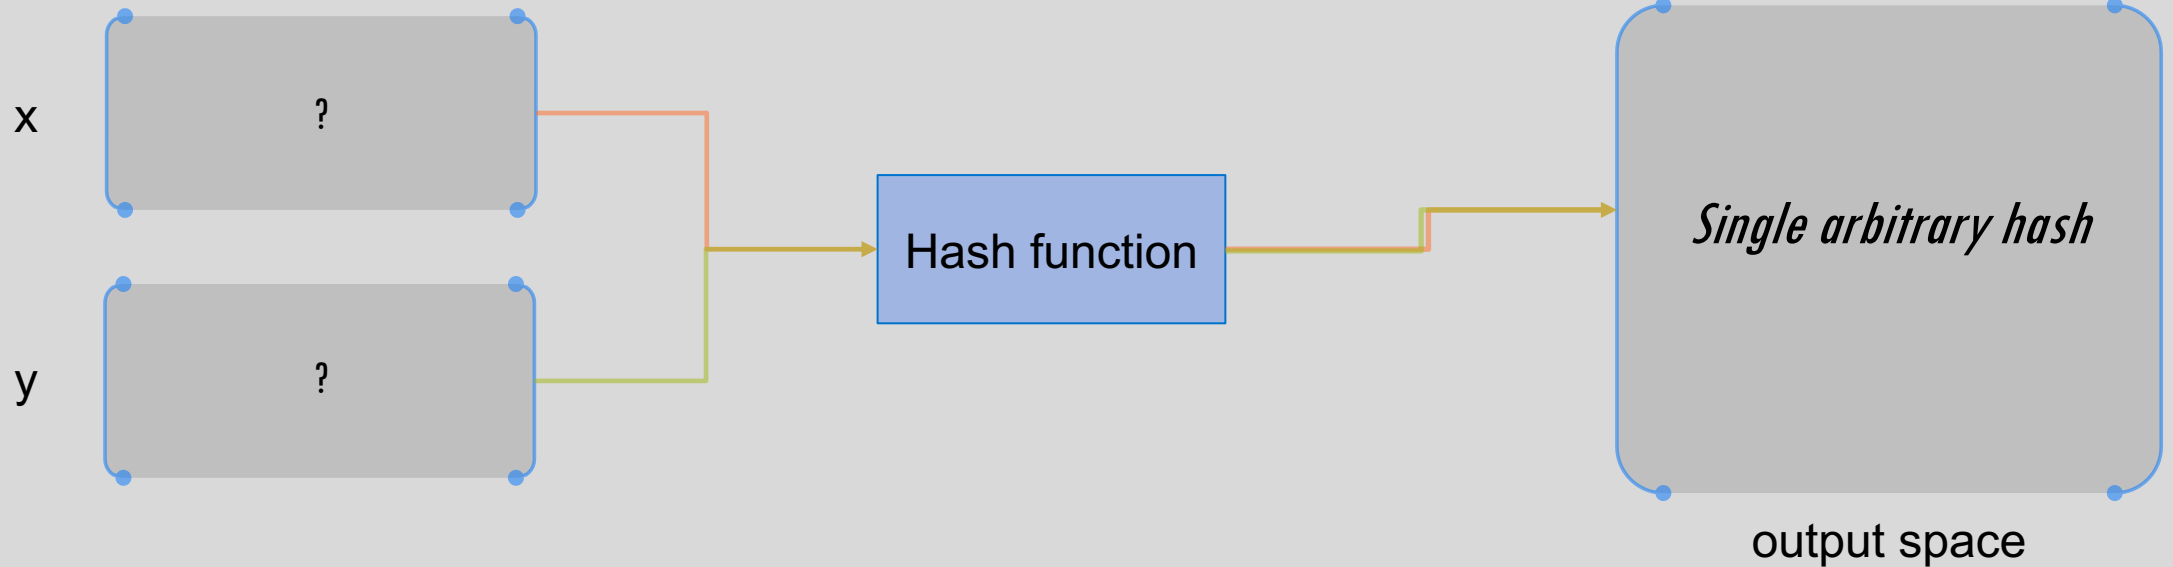 x
?
y
?
Hash function
Single arbitrary hash
output space